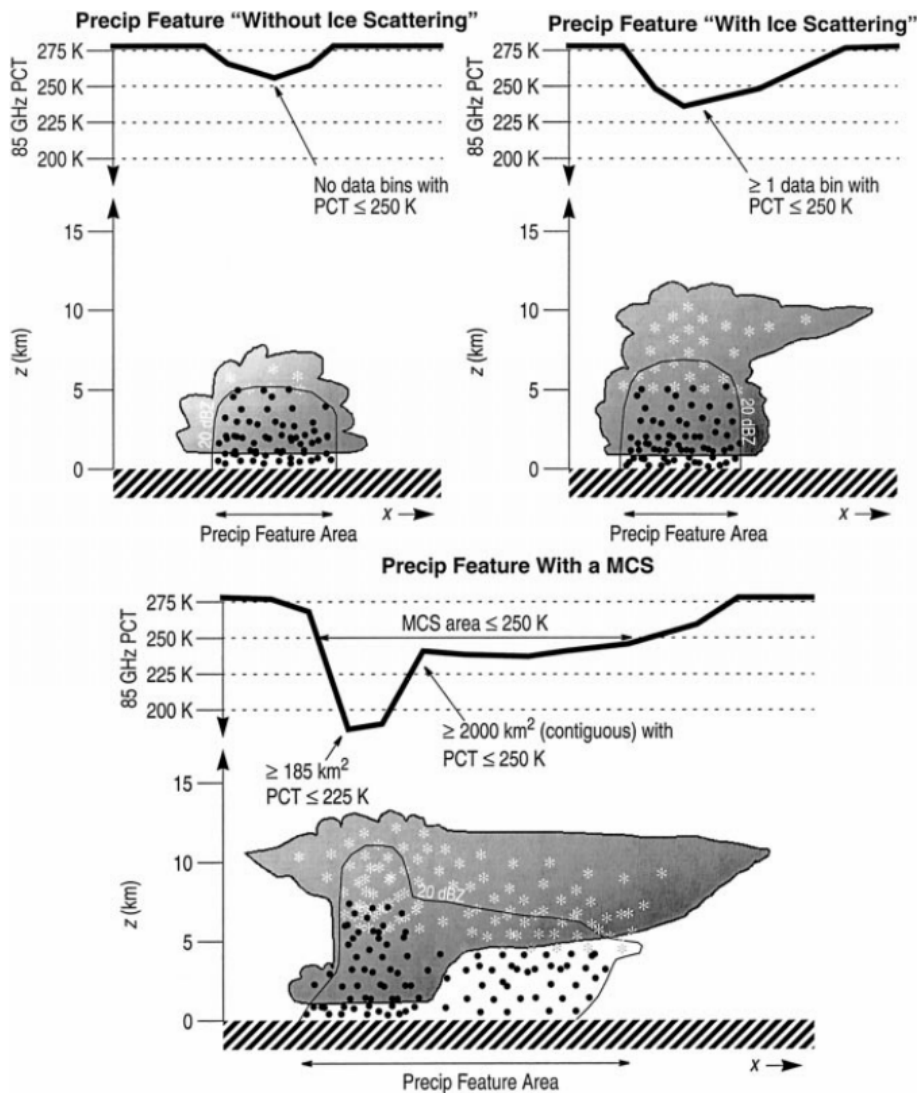 Precip Feature “Without Ice Scattering”
85 GHz PCT
275 K
250 K
225 K
200 K
No data bins with
PCT ≤ 250 K
z (km)
15
10
5
0
20 dBZ
x
Precip Feature Area
Precip Feature “With Ice Scattering”
85 GHz PCT
275 K
250 K
225 K
200 K
≥ 1 data bin with
PCT ≤ 250 K
z (km)
15
10
5
0
20 dBZ
x
Precip Feature Area
Precip Feature With a MCS
85 GHz PCT
275 K
250 K
225 K
200 K
MCS area ≤ 250 K
≥ 2000 km² (contiguous) with
PCT ≤ 250 K
≥ 185 km²
PCT ≤ 225 K
z (km)
15
10
5
0
20 dBZ
x
Precip Feature Area